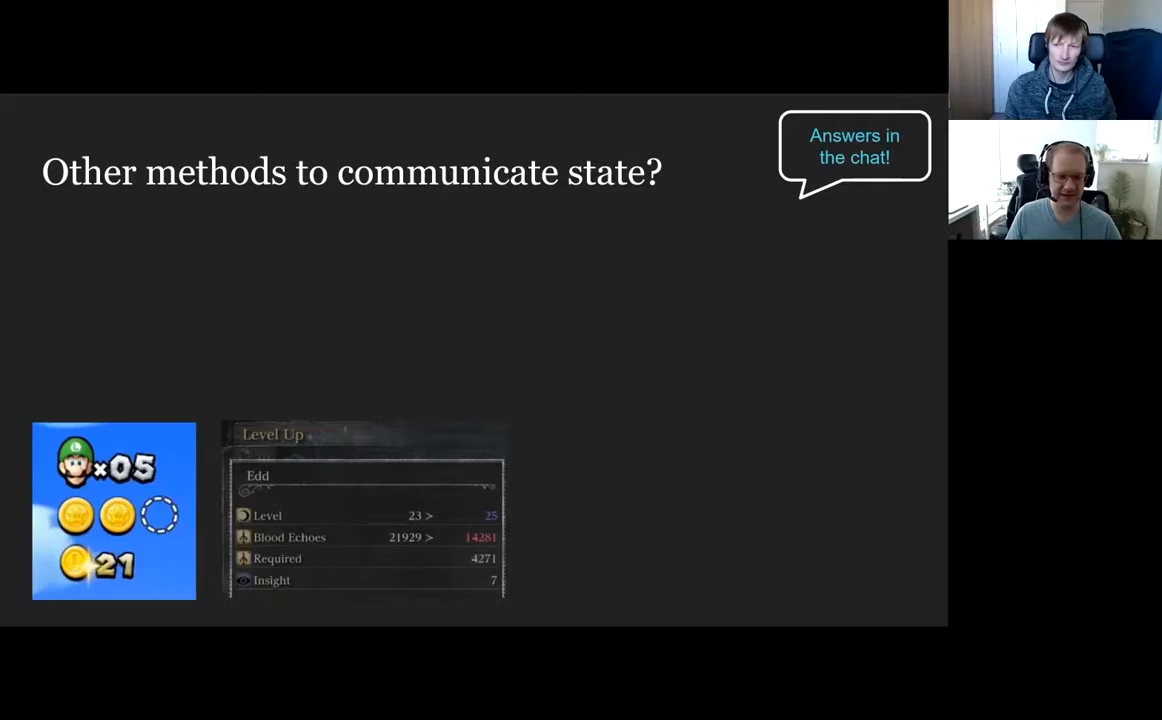 Other methods to communicate state?
Answers in
the chat!
L
×05
21
Level Up
Edd
Level 23 > 25
Blood Echoes 21929 > 14281
Required 4271
Insight 7